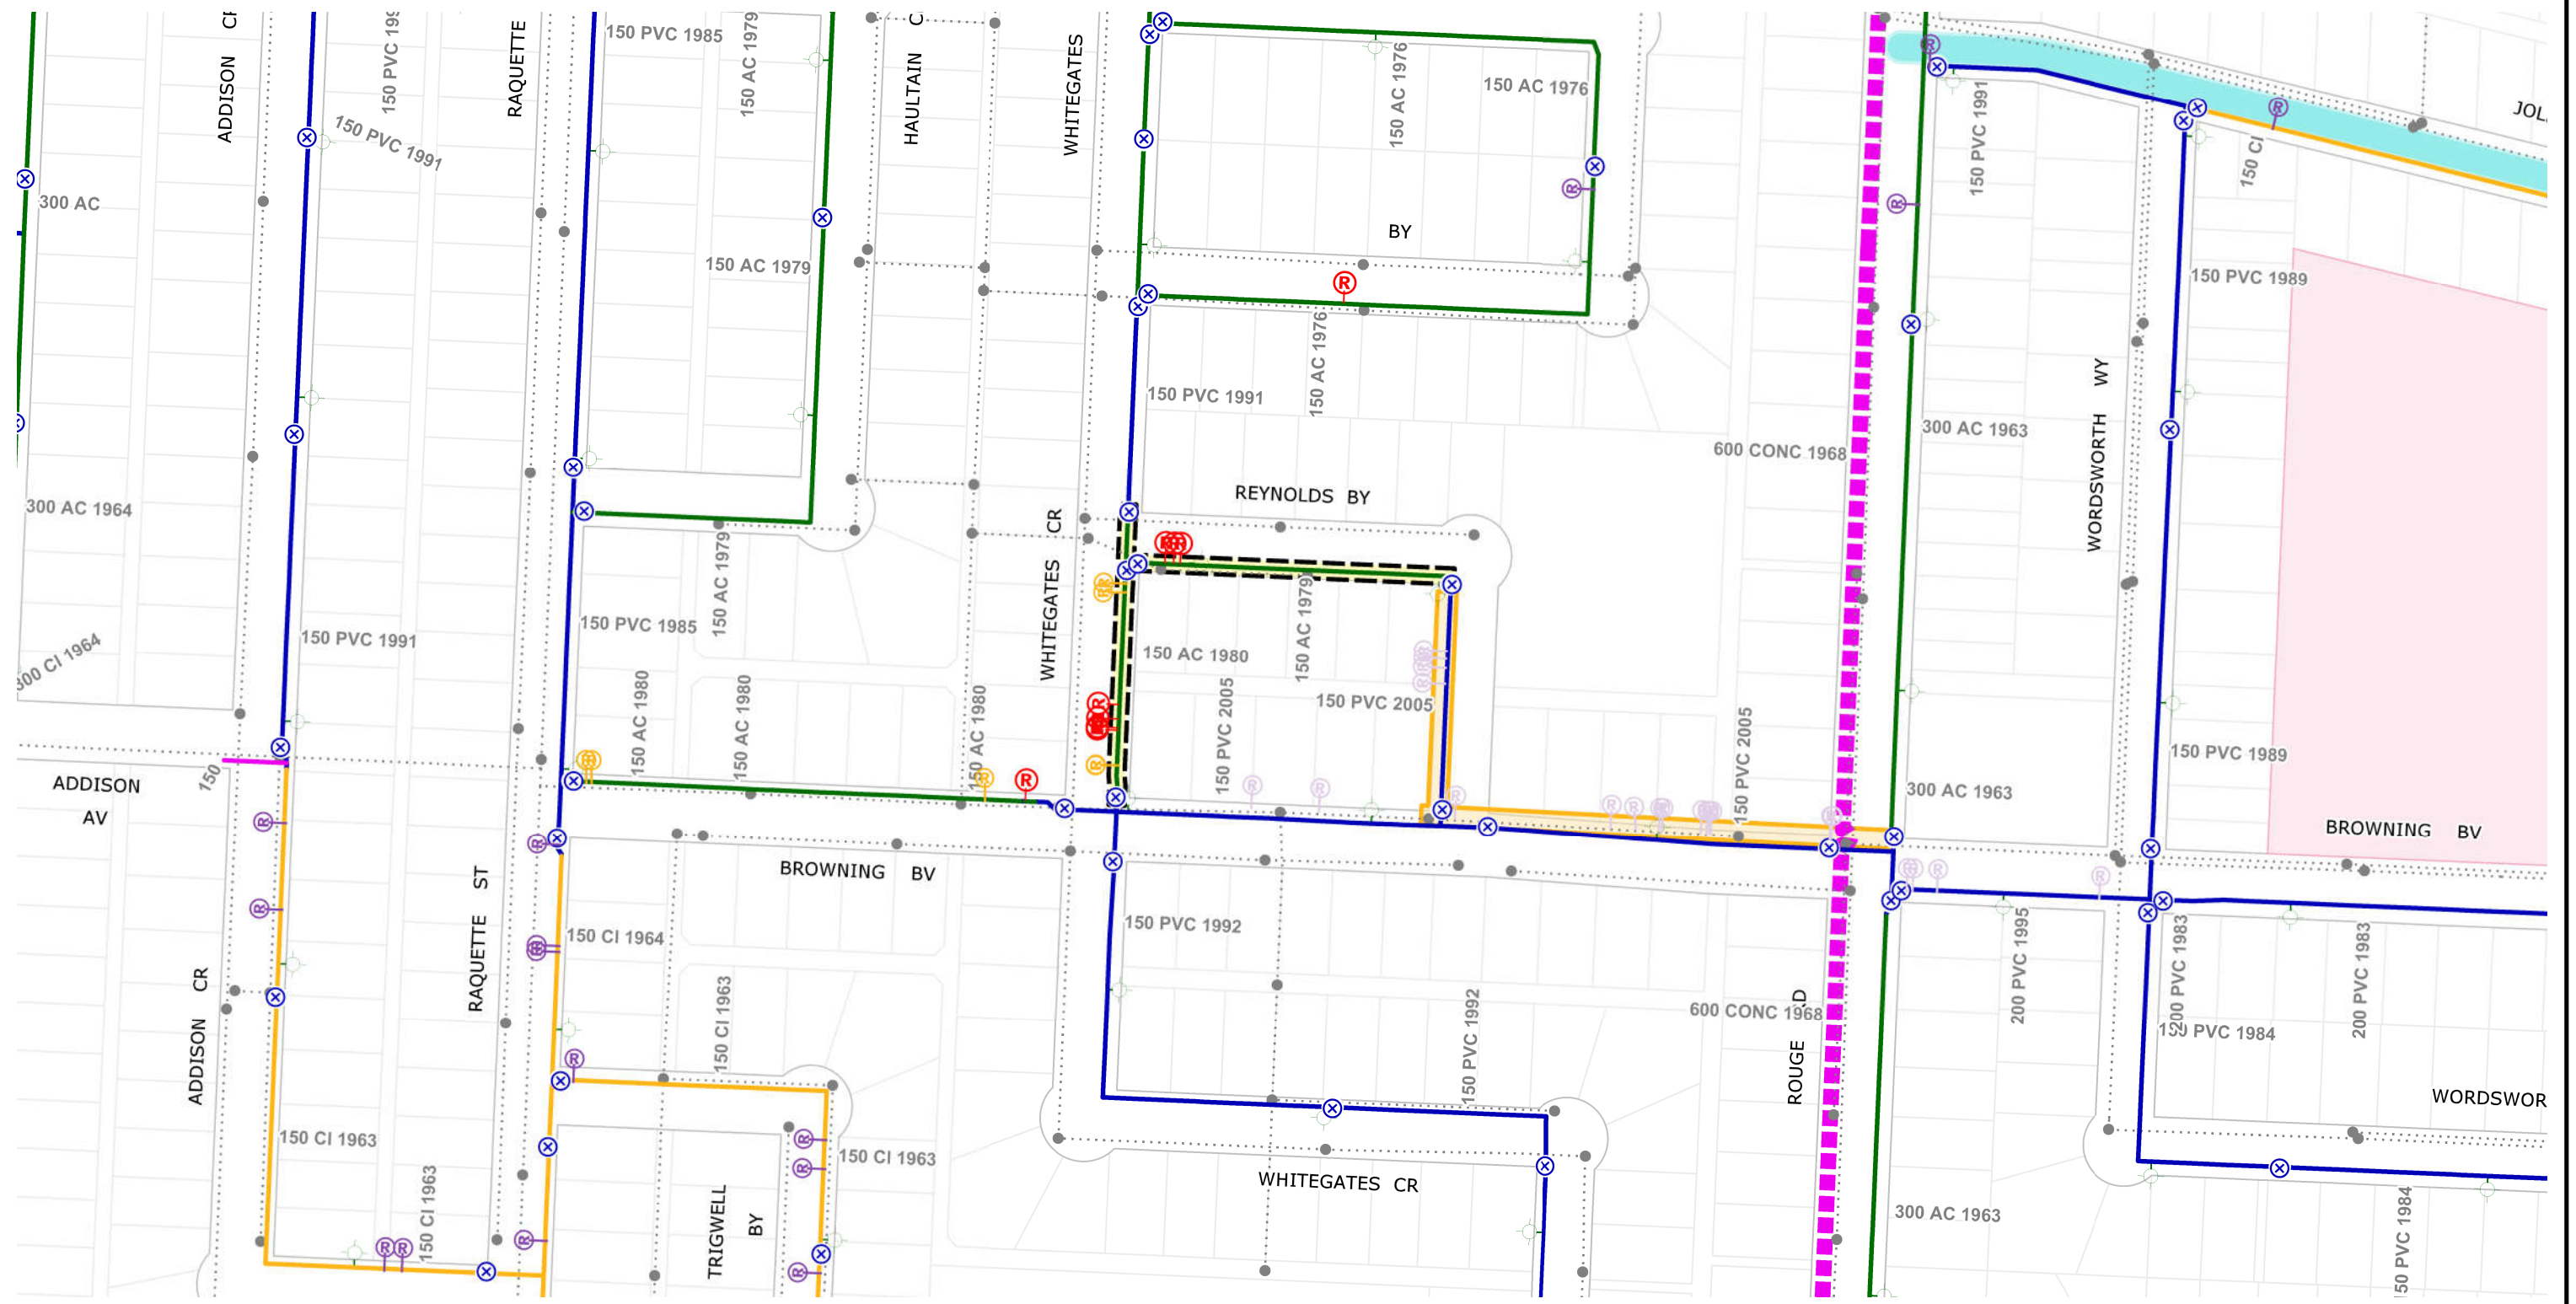 ADDISON
150 PVC
RAQUETTE
150 PVC 1985
150 AC 1979
HAULTAIN
WHITEGATES
150 AC 1976
150 AC 1976
150 PVC 1991
150 PVC 1991
150 CI
300 AC
BY
150 AC 1979
150 PVC 1989
150 AC 1976
150 PVC 1991
300 AC 1963
600 CONC 1968
WORDSWORTH WY
REYNOLDS BY
300 AC 1964
WHITEGATES CR
150 AC 1979
150 PVC 1985
150 PVC 1991
300 CI 1964
150 AC 1980
150 AC 1979
150 PVC 2005
150 PVC 2005
150 PVC 2005
150 AC 1980
150 AC 1980
150 AC 1980
150 PVC 1989
150
ADDISON
AV
300 AC 1963
BROWNING BV
BROWNING BV
RAQUETTE ST
150 CI 1964
150 PVC 1992
200 PVC 1995
200 PVC 1983
200 PVC 1983
150 PVC 1984
ADDISON CR
150 CI 1963
150 PVC 1992
600 CONC 1968
ROUGE
WORDSWOR
150 CI 1963
150 CI 1963
150 CI 1963
TRIGWELL
BY
WHITEGATES CR
300 AC 1963
150 PVC 1984